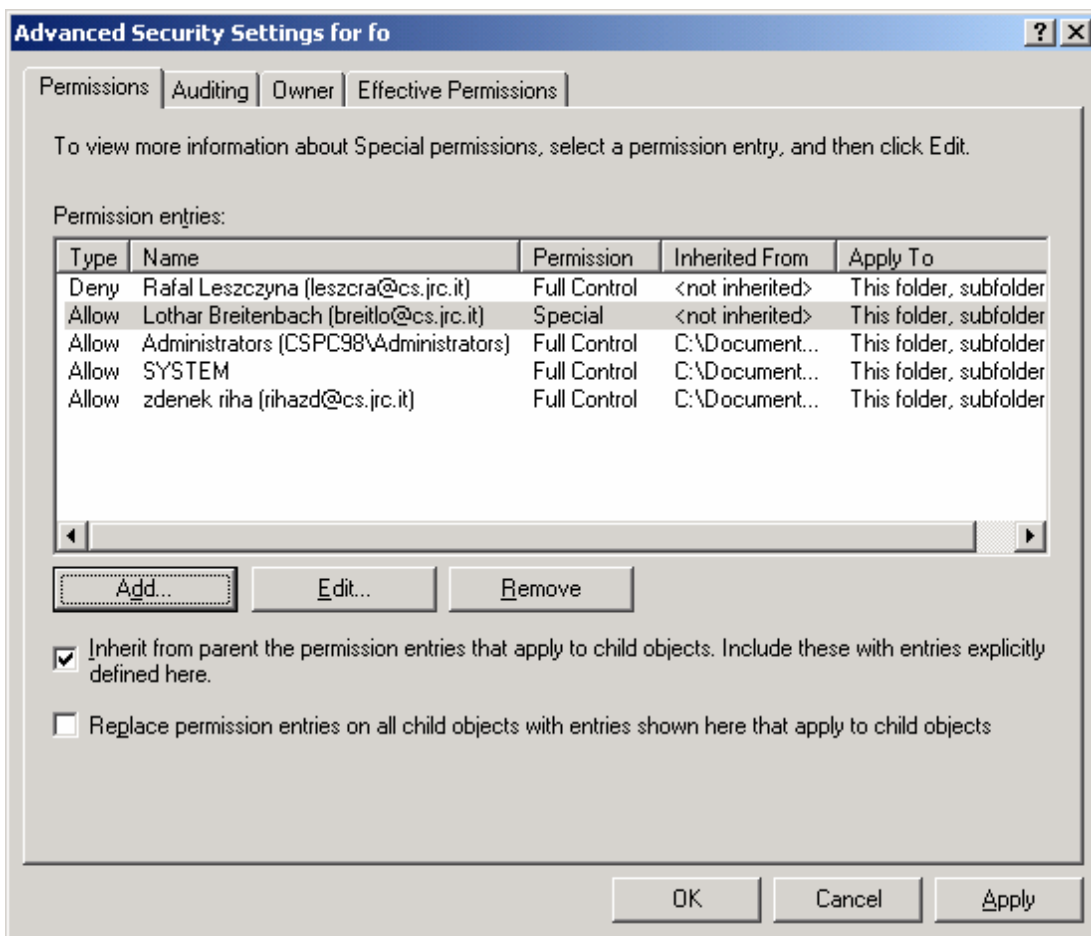 Advanced Security Settings for fo
Permissions Auditing Owner Effective Permissions
To view more information about Special permissions, select a permission entry, and then click Edit.
Permission entries:
Type Name Permission Inherited From Apply To
Deny Rafal Leszczyna (leszcra@cs.jrc.it) Full Control <not inherited> This folder, subfolder
Allow Lothar Breitenbach (breitlo@cs.jrc.it) Special <not inherited> This folder, subfolder
Allow Administrators (CSPC98\Administrators) Full Control C:\Document... This folder, subfolder
Allow SYSTEM Full Control C:\Document... This folder, subfolder
Allow zdenek riha (rihazd@cs.jrc.it) Full Control C:\Document... This folder, subfolder
Add... Edit... Remove
Inherit from parent the permission entries that apply to child objects. Include these with entries explicitly
defined here.
Replace permission entries on all child objects with entries shown here that apply to child objects
OK Cancel Apply